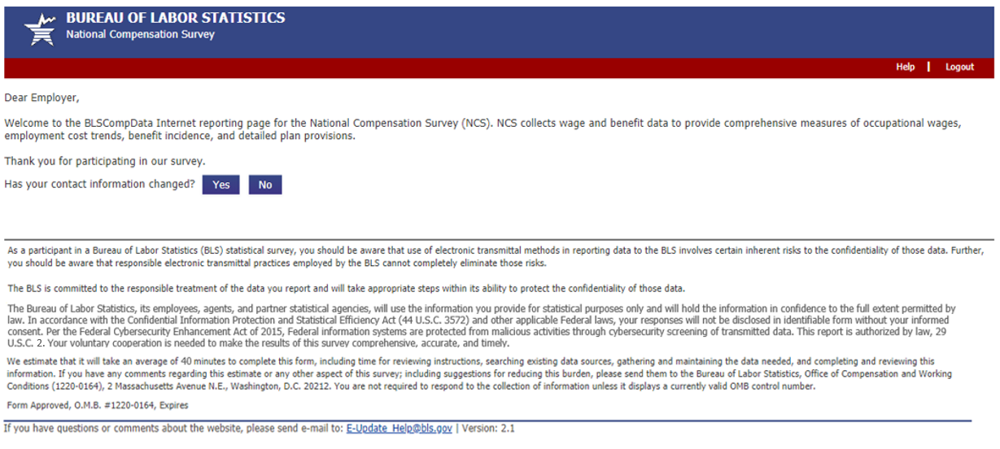 BUREAU OF LABOR STATISTICS
National Compensation Survey
Help | Logout
Dear Employer,
Welcome to the BLSCompData Internet reporting page for the National Compensation Survey (NCS). NCS collects wage and benefit data to provide comprehensive measures of occupational wages,
employment cost trends, benefit incidence, and detailed plan provisions.
Thank you for participating in our survey.
Has your contact information changed? Yes No
As a participant in a Bureau of Labor Statistics (BLS) statistical survey, you should be aware that use of electronic transmittal methods in reporting data to the BLS involves certain inherent risks to the confidentiality of those data. Further,
you should be aware that responsible electronic transmittal practices employed by the BLS cannot completely eliminate those risks.
The BLS is committed to the responsible treatment of the data you report and will take appropriate steps within its ability to protect the confidentiality of those data.
The Bureau of Labor Statistics, its employees, agents, and partner statistical agencies, will use the information you provide for statistical purposes only and will hold the information in confidence to the full extent permitted by
law. In accordance with the Confidential Information Protection and Statistical Efficiency Act (44 U.S.C. 3572) and other applicable Federal laws, your responses will not be disclosed in identifiable form without your informed
consent. Per the Federal Cybersecurity Enhancement Act of 2015, Federal information systems are protected from malicious activities through cybersecurity screening of transmitted data. This report is authorized by law, 29
U.S.C. 2. Your voluntary cooperation is needed to make the results of this survey comprehensive, accurate, and timely.
We estimate that it will take an average of 40 minutes to complete this form, including time for reviewing instructions, searching existing data sources, gathering and maintaining the data needed, and completing and reviewing this
information. If you have any comments regarding this estimate or any other aspect of this survey; including suggestions for reducing this burden, please send them to the Bureau of Labor Statistics, Office of Compensation and Working
Conditions (1220-0164), 2 Massachusetts Avenue N.E., Washington, D.C. 20212. You are not required to respond to the collection of information unless it displays a currently valid OMB control number.
Form Approved, O.M.B. #1220-0164, Expires
If you have questions or comments about the website, please send e-mail to: E-Update_Help@bls.gov | Version: 2.1